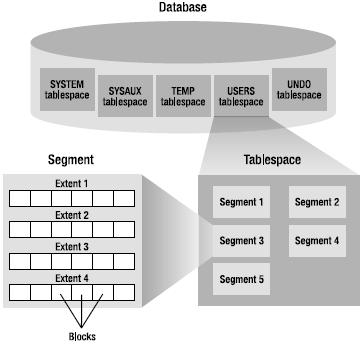 Database
SYSTEM
tablespace
SYSAUX
tablespace
TEMP
tablespace
USERS
tablespace
UNDO
tablespace
Segment
Extent 1
Extent 2
Extent 3
Extent 4
Blocks
Tablespace
Segment 1
Segment 2
Segment 3
Segment 4
Segment 5